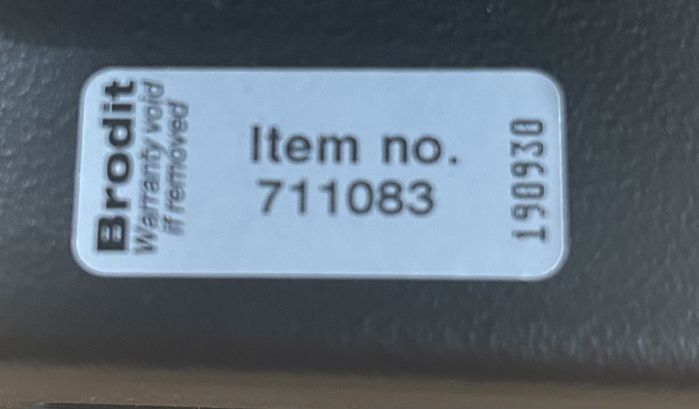 Brodit
Warranty void
if removed
Item no.
711083
190930